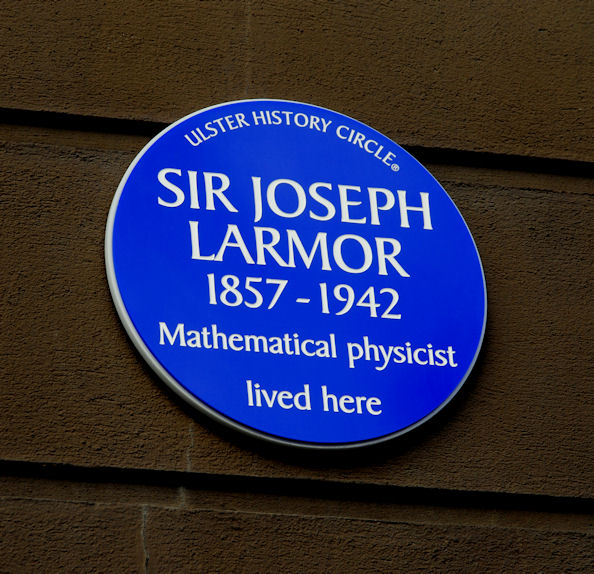 ULSTER HISTORY CIRCLE®
SIR JOSEPH
LARMOR
1857 - 1942
Mathematical physicist
lived here